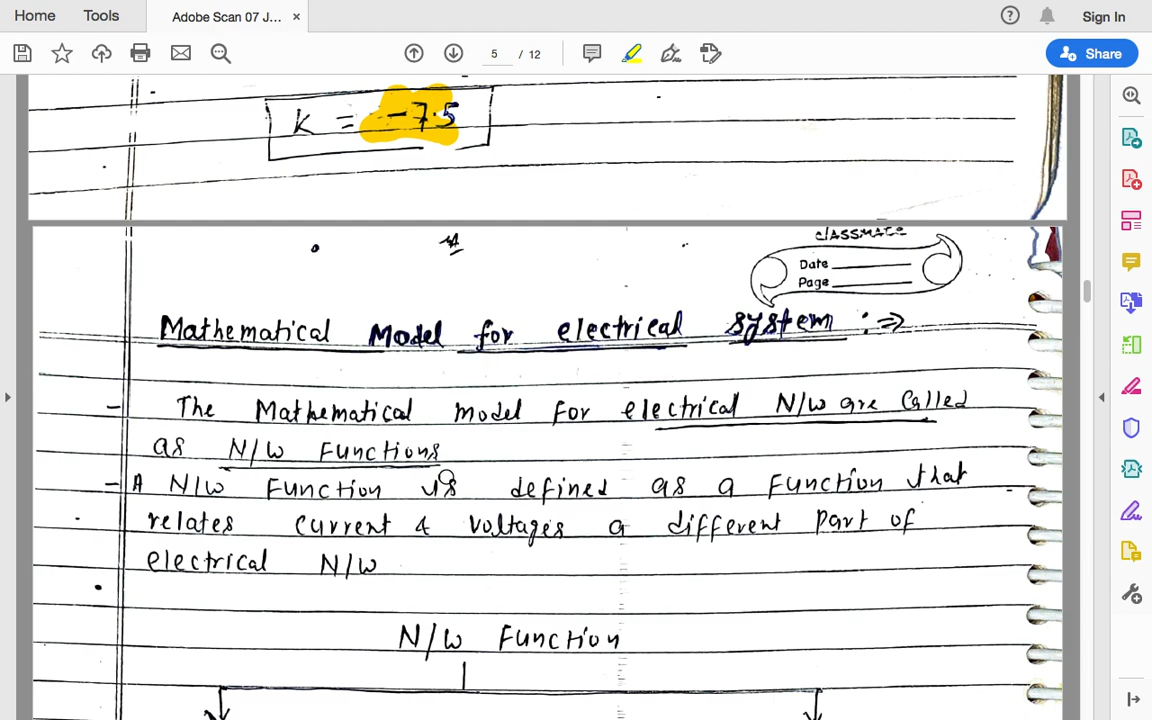 Home Tools Adobe Scan 07 J... × Sign In
5 / 12 Share
K = -7.5
classmate
Date
Page
Mathematical Model for electrical system :⇒
- The Mathematical model for electrical N/W are called
as N/W Functions
- A N/W Function is defined as a function that
relates current & voltages a different part of
electrical N/W
N/W Function